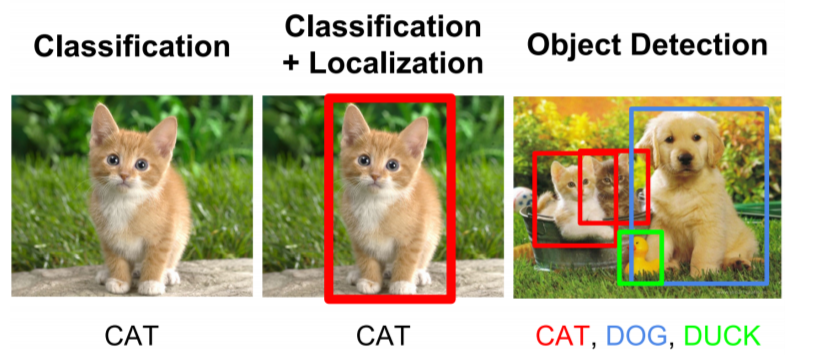 Classification
Classification
+ Localization
Object Detection
CAT
CAT
CAT, DOG, DUCK